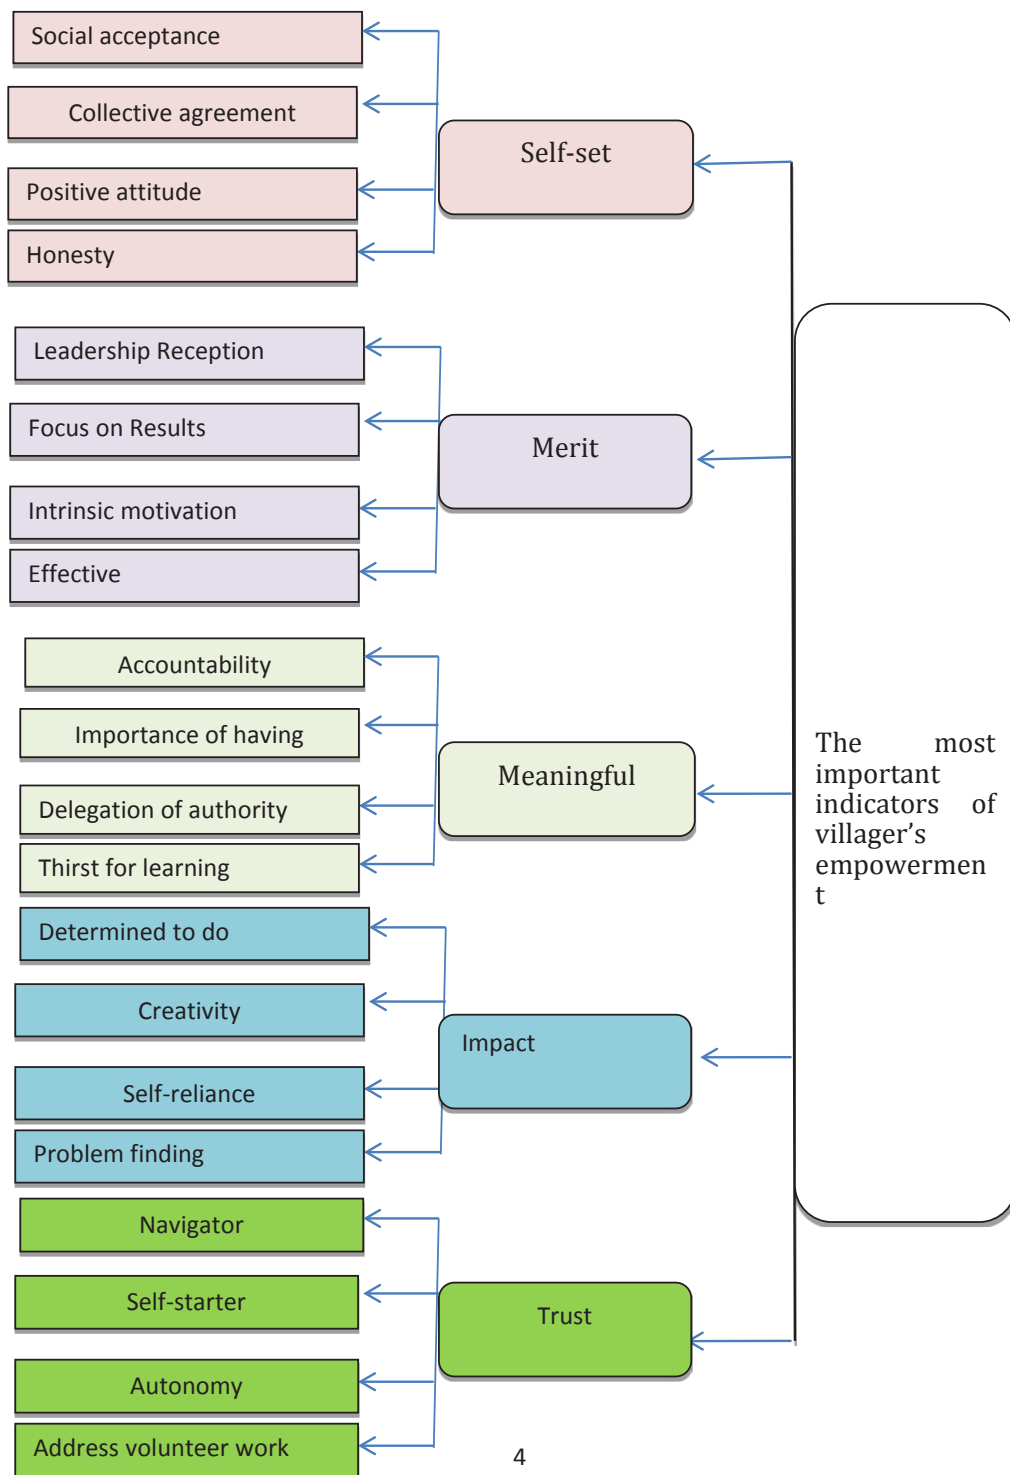 Social acceptance
Collective agreement
Self-set
Positive attitude
Honesty
Leadership Reception
Focus on Results
Merit
Intrinsic motivation
Effective
Accountability
Importance of having
Meaningful
Delegation of authority
Thirst for learning
The most
important
indicators of
villager’s
empowermen
t
Determined to do
Creativity
Impact
Self-reliance
Problem finding
Navigator
Self-starter
Trust
Autonomy
Address volunteer work
4